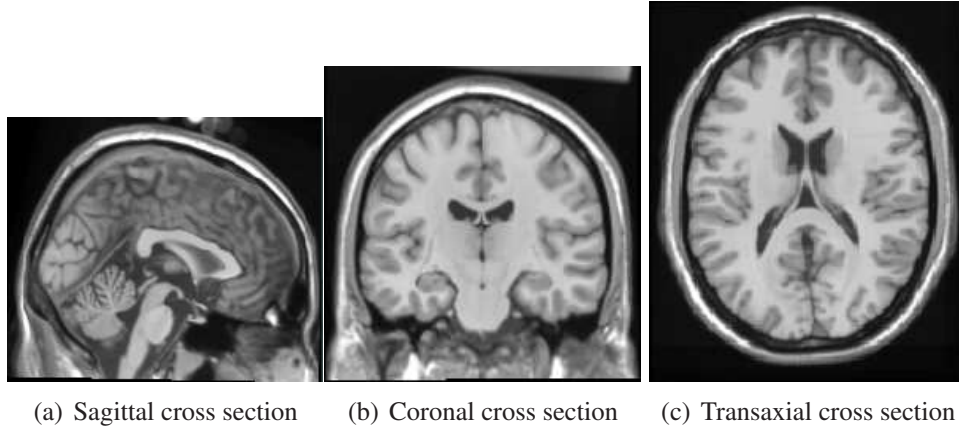 (a) Sagittal cross section
(b) Coronal cross section
(c) Transaxial cross section